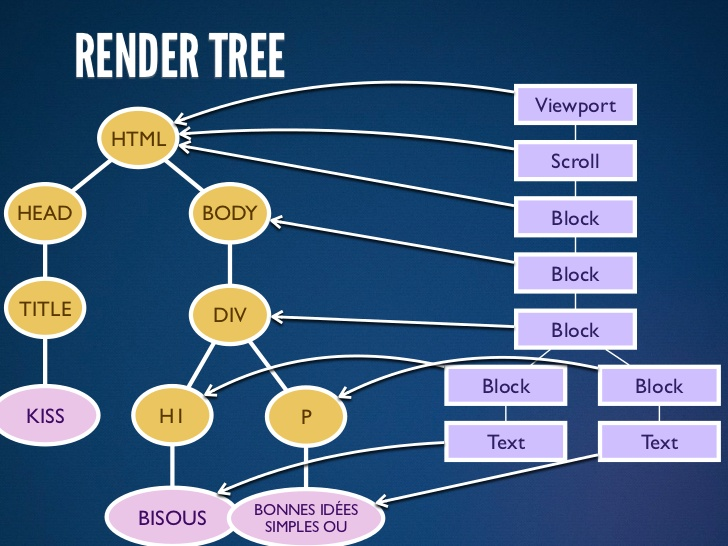 RENDER TREE
Viewport
HTML
Scroll
HEAD
BODY
Block
Block
TITLE
DIV
Block
Block
Block
KISS
H1
P
Text
Text
BISOUS
BONNES IDÉES
SIMPLES OU